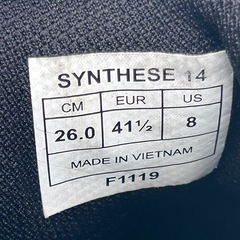 SYNTHESE 14
CM EUR US
26.0 41½ 8
MADE IN VIETNAM
F1119